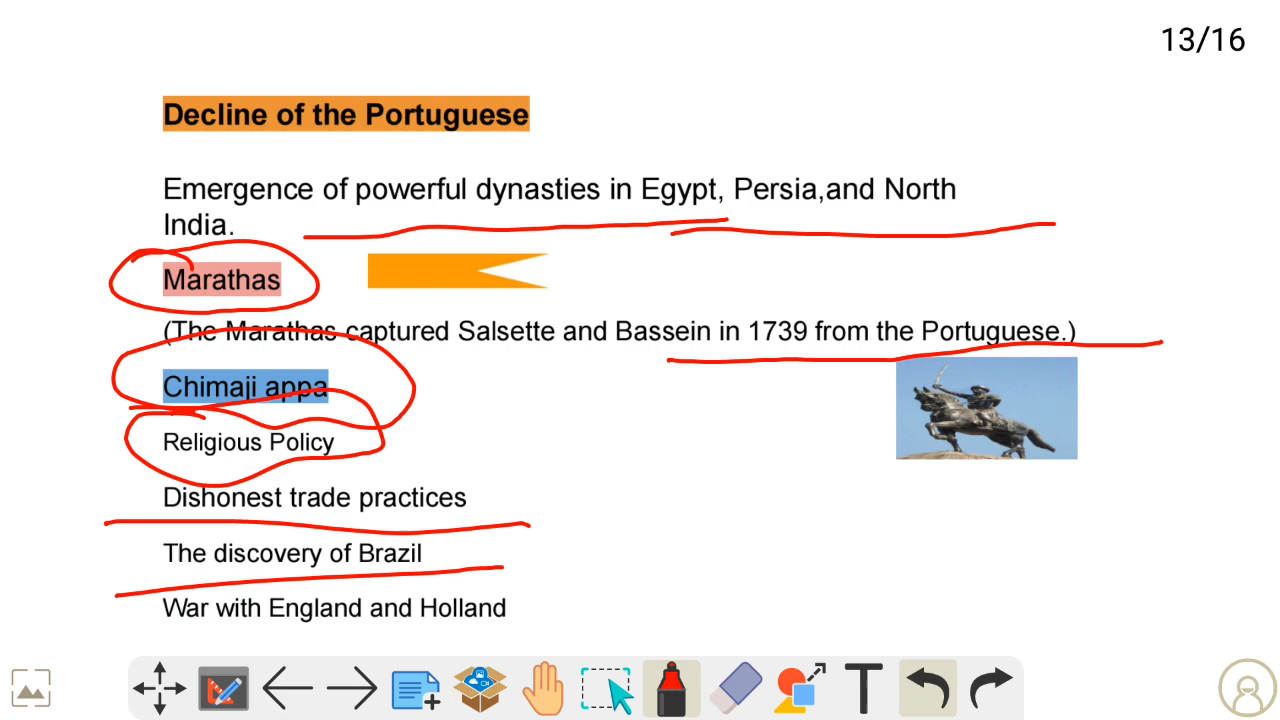 13/16
Decline of the Portuguese
Emergence of powerful dynasties in Egypt, Persia,and North
India.
Marathas
(The Marathas captured Salsette and Bassein in 1739 from the Portuguese.)
Chimaji appa
Religious Policy
Dishonest trade practices
The discovery of Brazil
War with England and Holland
T